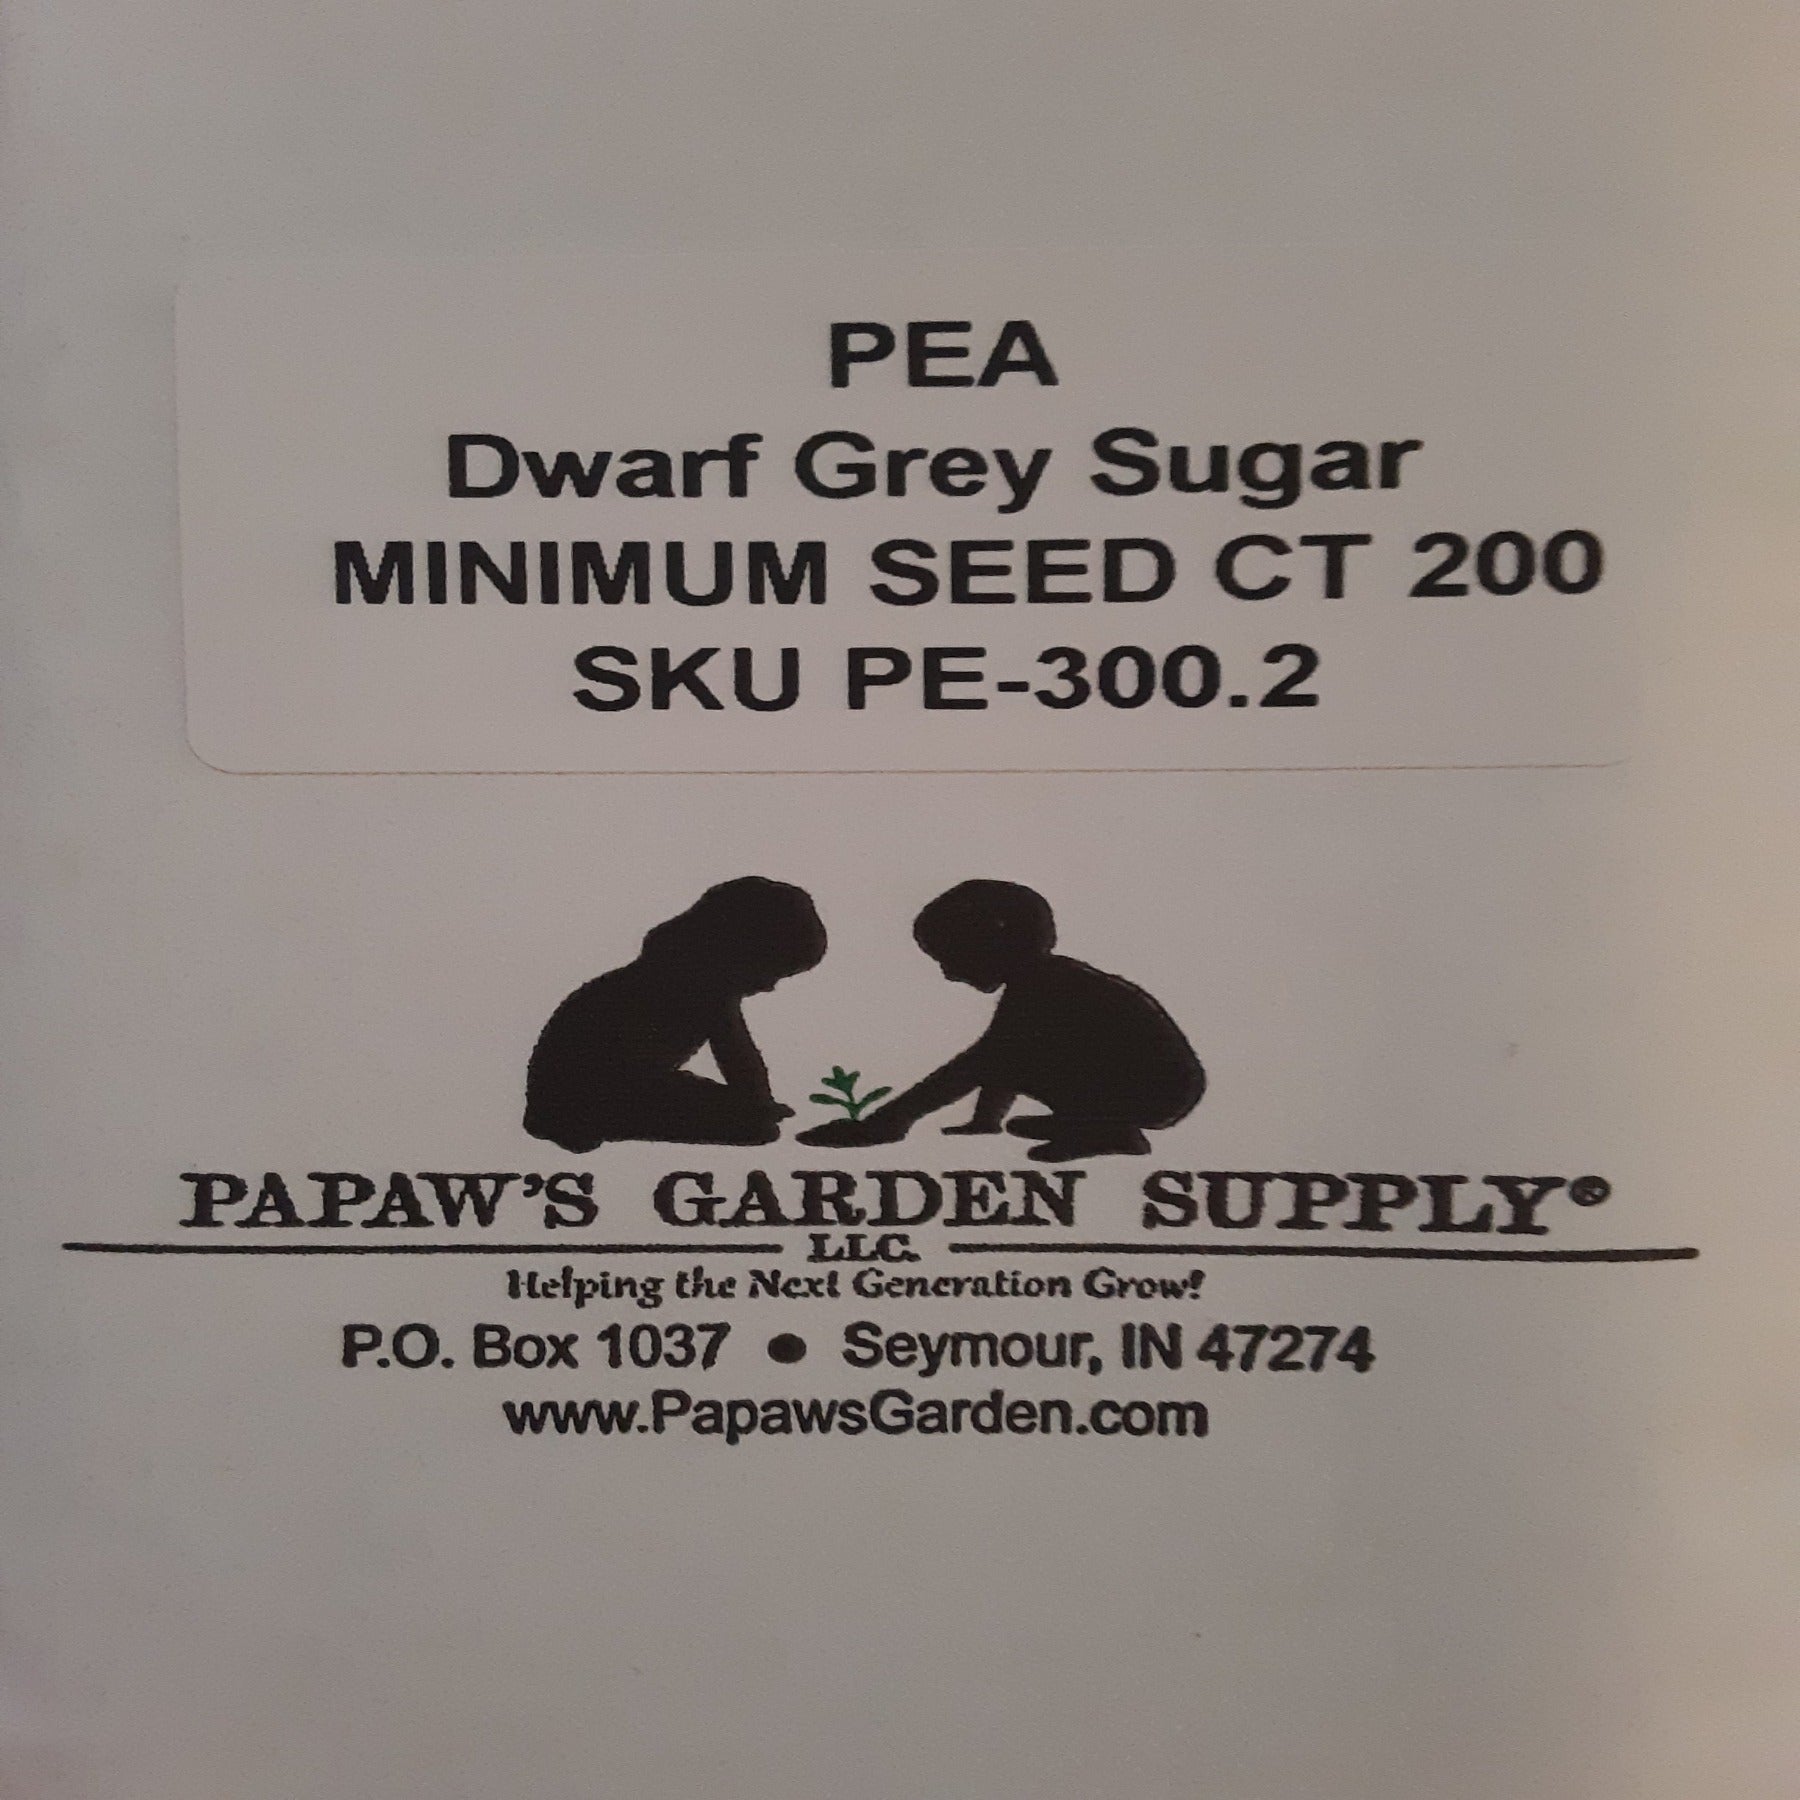 PEA
Dwarf Grey Sugar
MINIMUM SEED CT 200
SKU PE-300.2
PAPAW'S GARDEN SUPPLY®
LLC.
Helping the Next Generation Grow!
P.O. Box 1037 ● Seymour, IN 47274
www.PapawsGarden.com